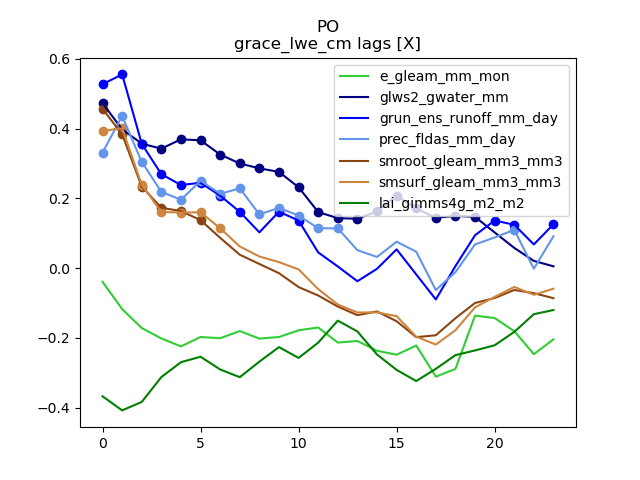 PO
grace_lwe_cm lags [X]
0.6
0.4
0.2
0.0
−0.2
−0.4
0
5
10
15
20
e_gleam_mm_mon
glws2_gwater_mm
grun_ens_runoff_mm_day
prec_fldas_mm_day
smroot_gleam_mm3_mm3
smsurf_gleam_mm3_mm3
lai_gimms4g_m2_m2